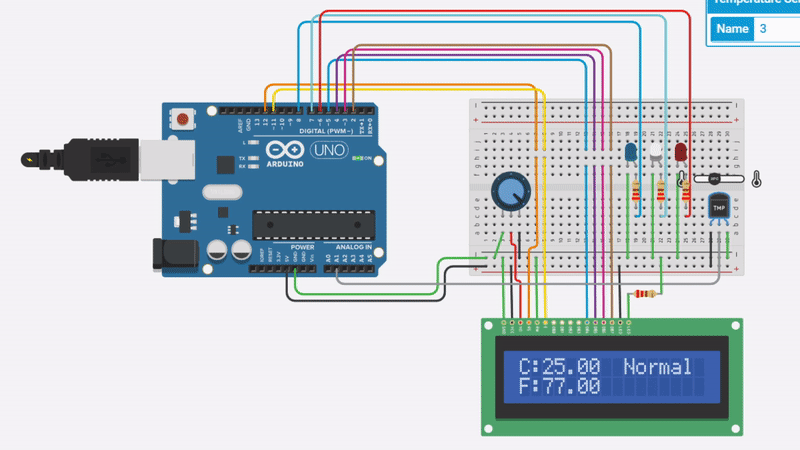 Temperature Se
Name 3
AREF
GND
13
12
~11
~10
~9
8
7
~6
~5
4
~3
2
TX→1
RX←0
DIGITAL (PWM~)
L
TX
RX
UNO
ON
ARDUINO
POWER
ANALOG IN
IOREF
RESET
3.3V
5V
GND
GND
Vin
A0
A1
A2
A3
A4
A5
TMP
C:25.00 Normal
F:77.00